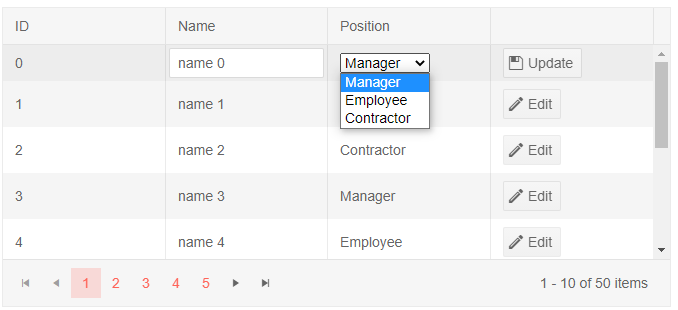 ID Name Position
0 name 0 Manager Update
Manager
Employee
Contractor
1 name 1 Edit
2 name 2 Contractor Edit
3 name 3 Manager Edit
4 name 4 Employee Edit
1 2 3 4 5 1 - 10 of 50 items